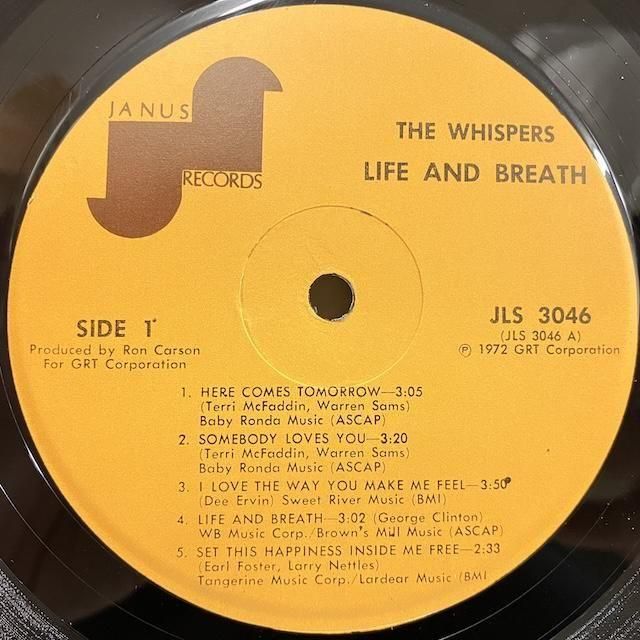 JANUS
RECORDS
THE WHISPERS
LIFE AND BREATH
SIDE 1
Produced by Ron Carson
For GRT Corporation
JLS 3046
(JLS 3046 A)
℗ 1972 GRT Corporation
1. HERE COMES TOMORROW—3:05
(Terri McFaddin, Warren Sams)
Baby Ronda Music (ASCAP)
2. SOMEBODY LOVES YOU—3:20
(Terri McFaddin, Warren Sams)
Baby Ronda Music (ASCAP)
3. I LOVE THE WAY YOU MAKE ME FEEL—3:50
(Dee Ervin) Sweet River Music (BMI)
4. LIFE AND BREATH—3:02 (George Clinton)
WB Music Corp./Brown's Mill Music (ASCAP)
5. SET THIS HAPPINESS INSIDE ME FREE—2:33
(Earl Foster, Larry Nettles)
Tangerine Music Corp./Lardear Music (BMI